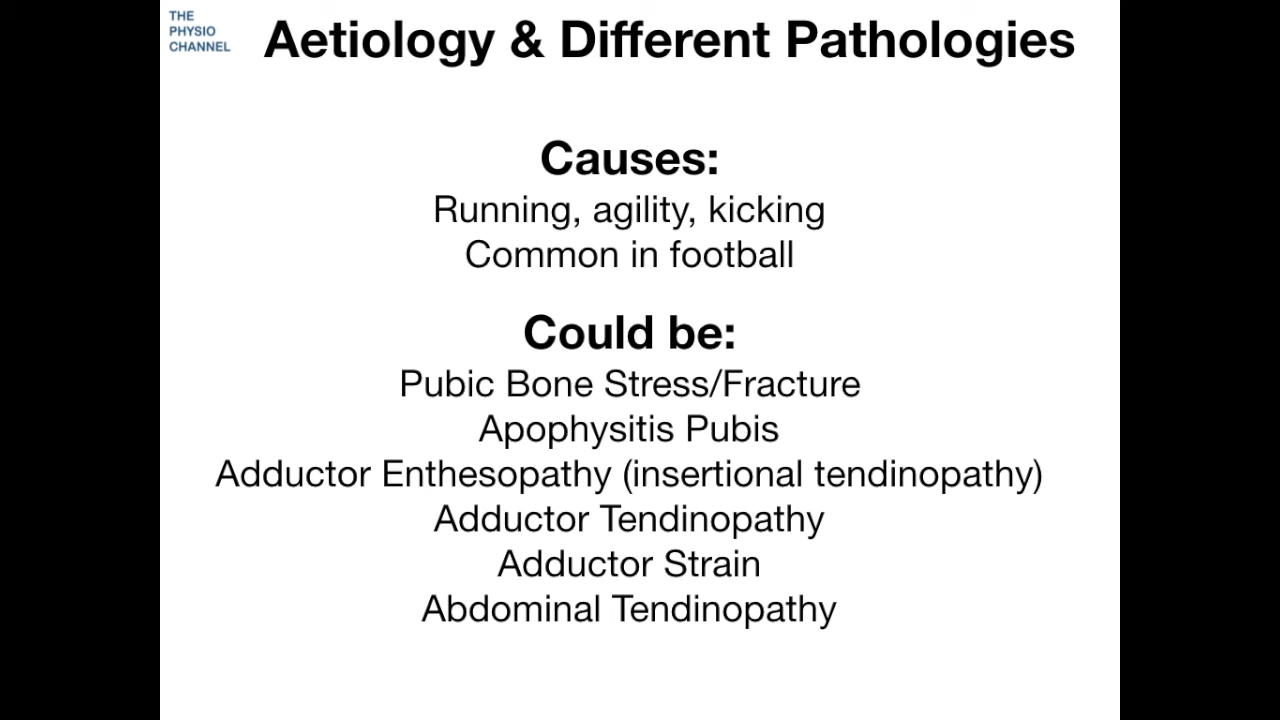 THE
PHYSIO
CHANNEL
Aetiology & Different Pathologies
Causes:
Running, agility, kicking
Common in football
Could be:
Pubic Bone Stress/Fracture
Apophysitis Pubis
Adductor Enthesopathy (insertional tendinopathy)
Adductor Tendinopathy
Adductor Strain
Abdominal Tendinopathy